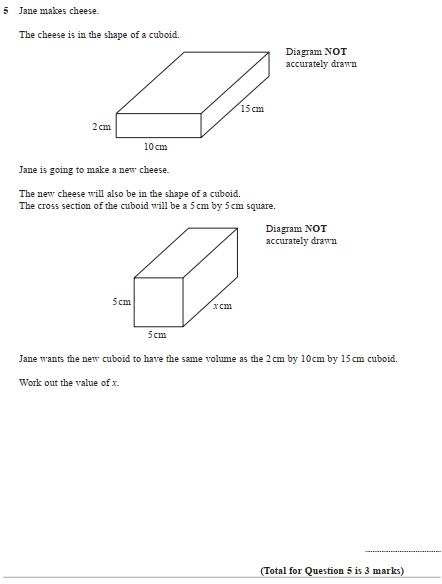 5 Jane makes cheese.
The cheese is in the shape of a cuboid.
Diagram NOT
accurately drawn
15 cm
2 cm
10 cm
Jane is going to make a new cheese.
The new cheese will also be in the shape of a cuboid.
The cross section of the cuboid will be a 5 cm by 5 cm square.
Diagram NOT
accurately drawn
5 cm
x cm
5 cm
Jane wants the new cuboid to have the same volume as the 2 cm by 10 cm by 15 cm cuboid.
Work out the value of x.
(Total for Question 5 is 3 marks)